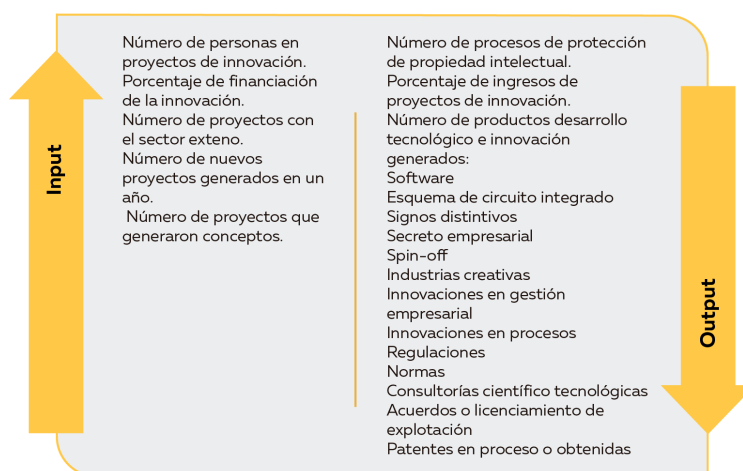 Input
Número de personas en
proyectos de innovación.
Porcentaje de financiación
de la innovación.
Número de proyectos con
el sector exteno.
Número de nuevos
proyectos generados en un
año.
Número de proyectos que
generaron conceptos.
Número de procesos de protección
de propiedad intelectual.
Porcentaje de ingresos de
proyectos de innovación.
Número de productos desarrollo
tecnológico e innovación
generados:
Software
Esquema de circuito integrado
Signos distintivos
Secreto empresarial
Spin-off
Industrias creativas
Innovaciones en gestión
empresarial
Innovaciones en procesos
Regulaciones
Normas
Consultorías científico tecnológicas
Acuerdos o licenciamiento de
explotación
Patentes en proceso o obtenidas
Output